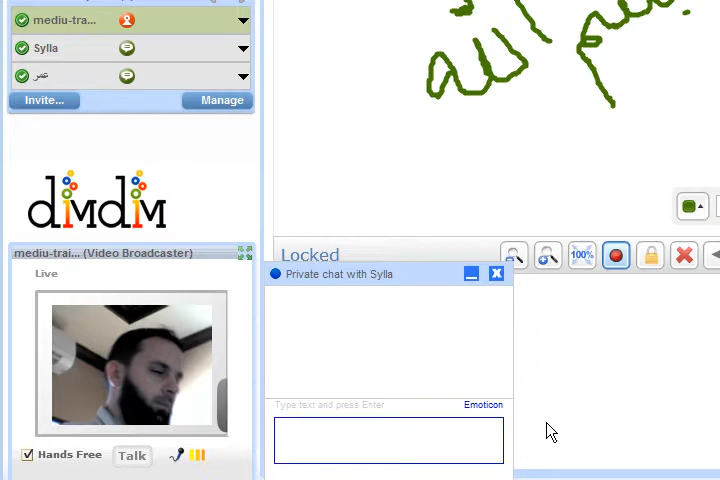 mediu-tra...
Sylla
عمر
Invite... Manage
dimdim
mediu-trai... (Video Broadcaster)
Live
Hands Free Talk
Locked
100%
Private chat with Sylla
Type text and press Enter Emoticon